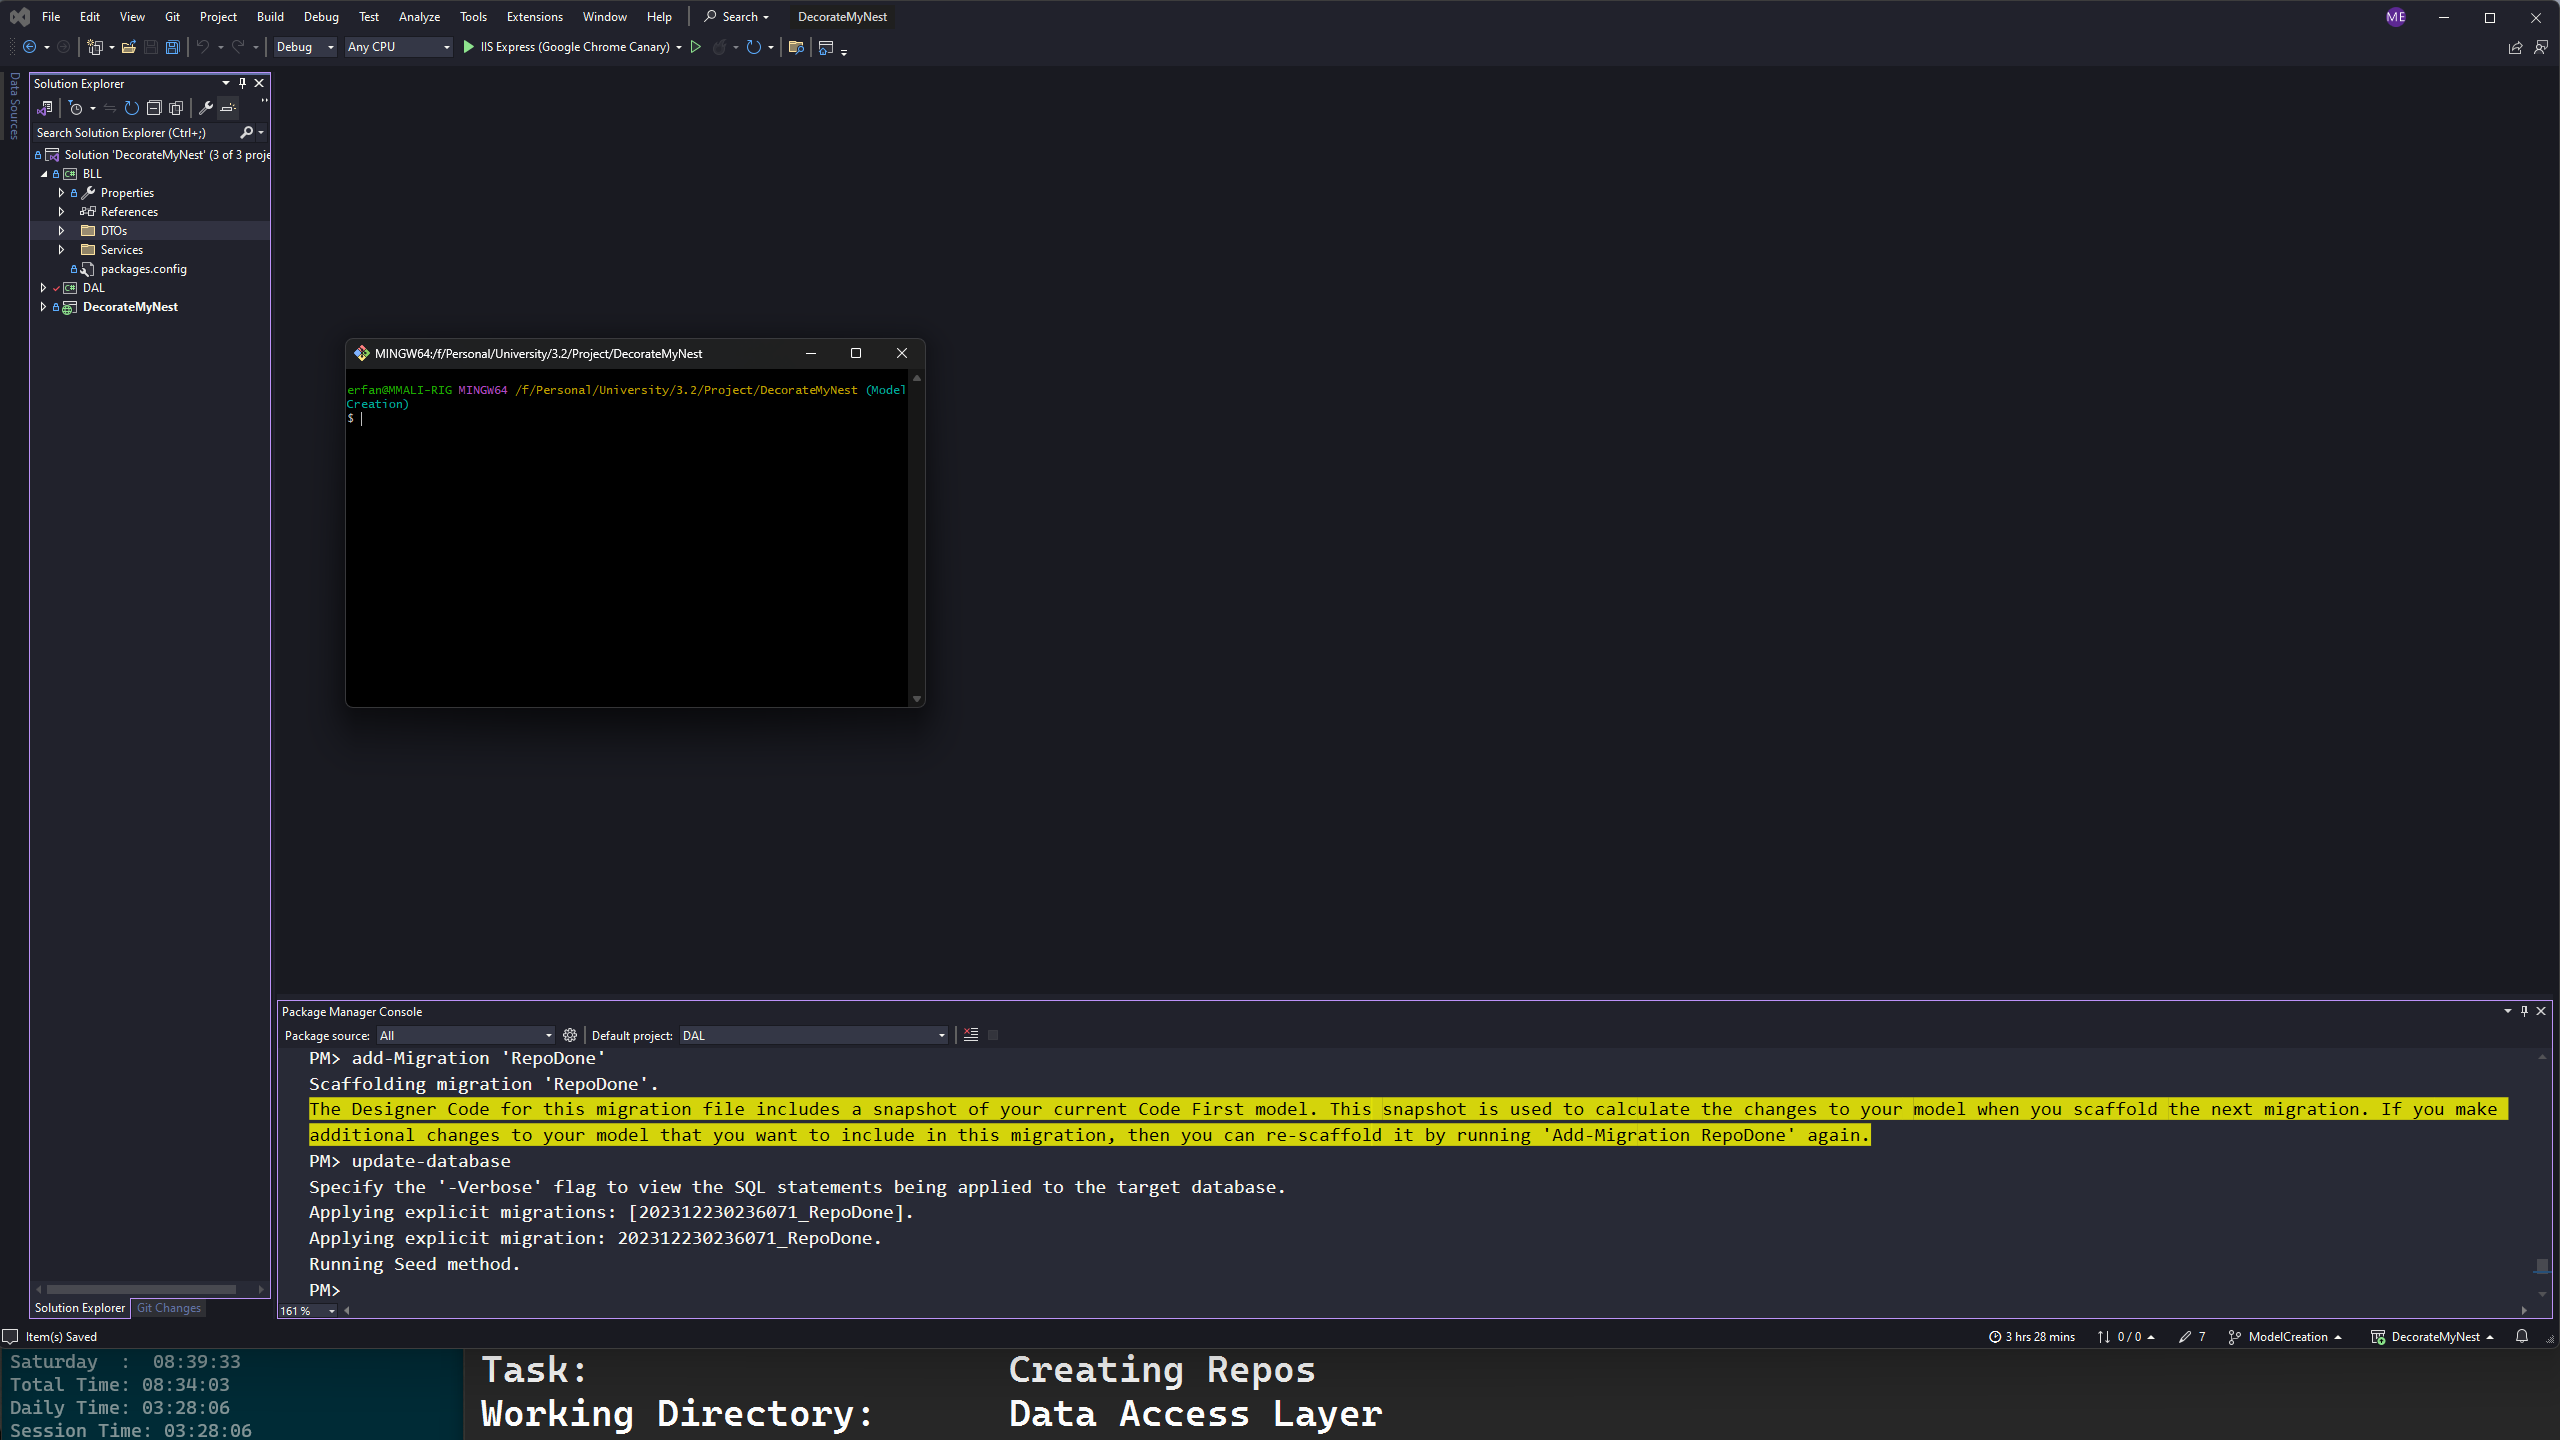 File Edit View Git Project Build Debug Test Analyze Tools Extensions Window Help Search DecorateMyNest ME
Debug Any CPU IIS Express (Google Chrome Canary)
Data Sources
Solution Explorer
Search Solution Explorer (Ctrl+;)
Solution 'DecorateMyNest' (3 of 3 proje
BLL
Properties
References
DTOs
Services
packages.config
DAL
DecorateMyNest
MINGW64:/f/Personal/University/3.2/Project/DecorateMyNest
erfan@MMALI-RIG MINGW64 /f/Personal/University/3.2/Project/DecorateMyNest (Model
Creation)
$
Package Manager Console
Package source: All Default project: DAL
PM> add-Migration 'RepoDone'
Scaffolding migration 'RepoDone'.
The Designer Code for this migration file includes a snapshot of your current Code First model. This snapshot is used to calculate the changes to your model when you scaffold the next migration. If you make
additional changes to your model that you want to include in this migration, then you can re-scaffold it by running 'Add-Migration RepoDone' again.
PM> update-database
Specify the '-Verbose' flag to view the SQL statements being applied to the target database.
Applying explicit migrations: [202312230236071_RepoDone].
Applying explicit migration: 202312230236071_RepoDone.
Running Seed method.
PM>
161 %
Solution Explorer Git Changes
Item(s) Saved 3 hrs 28 mins 0 / 0 7 ModelCreation DecorateMyNest
Saturday : 08:39:33
Total Time: 08:34:03
Daily Time: 03:28:06
Session Time: 03:28:06
Task: Creating Repos
Working Directory: Data Access Layer